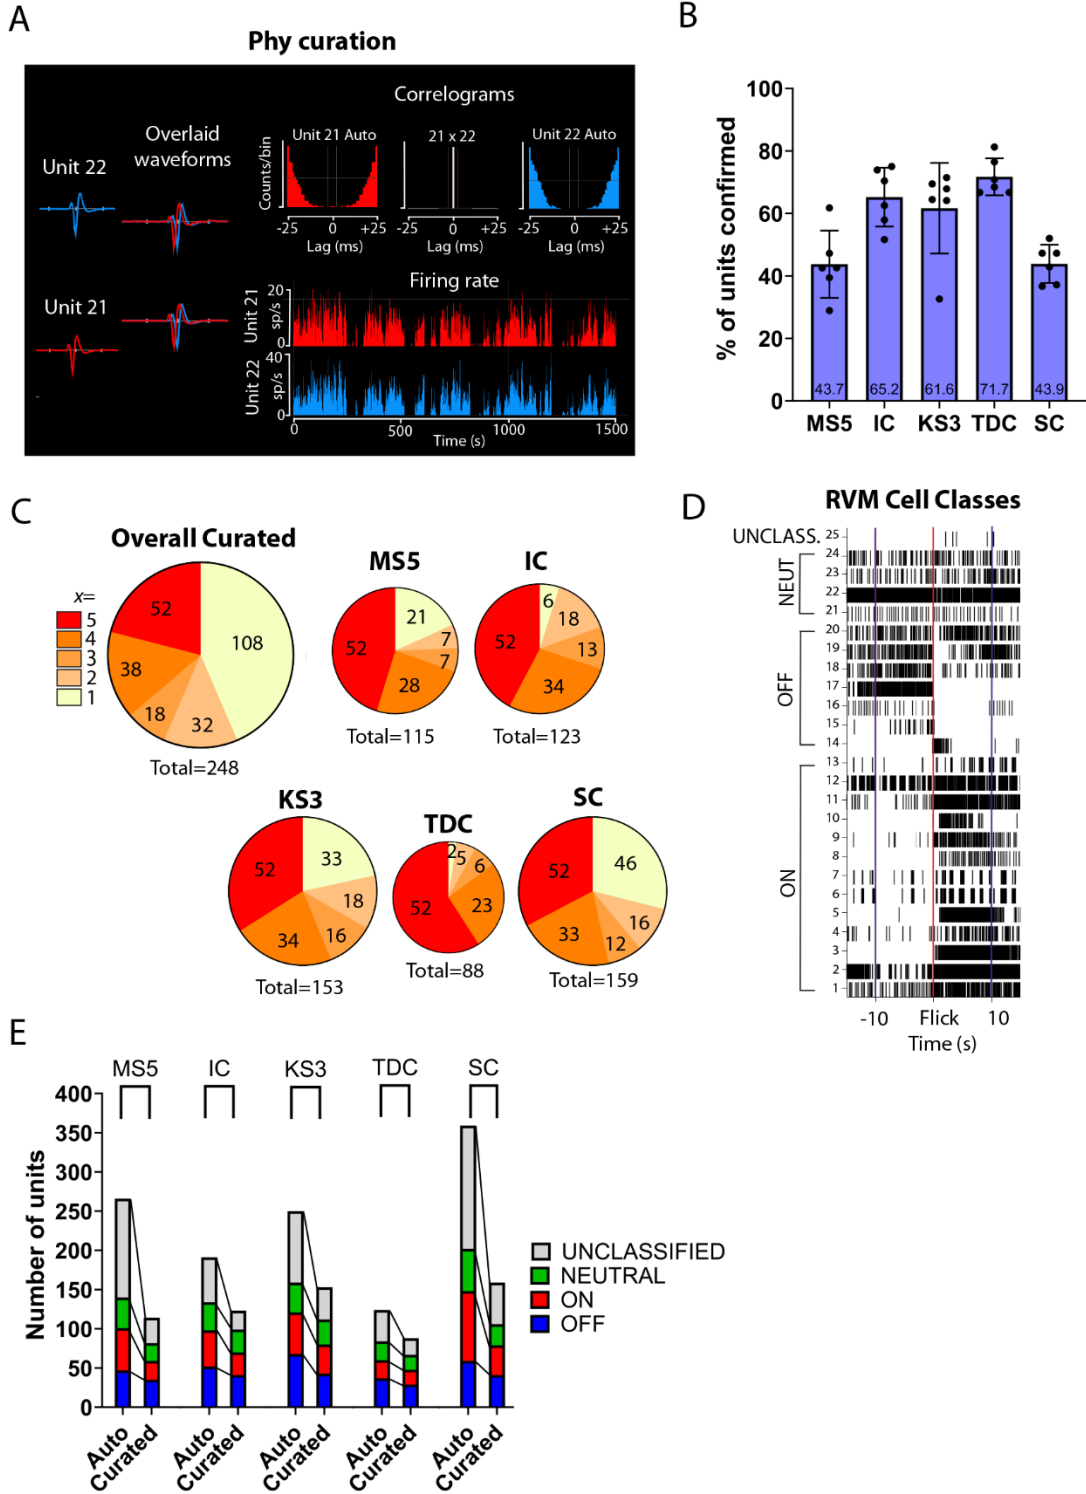 A
Phy curation
Correlograms
Overlaid
waveforms
Unit 22
Unit 21 Auto
21 x 22
Unit 22 Auto
Counts/bin
-25 0 +25
-25 0 +25
-25 0 +25
Lag (ms)
Lag (ms)
Lag (ms)
Firing rate
Unit 21
Unit 21
sp/s
20
0
Unit 22
sp/s
40
0
0 500 1000 1500
Time (s)
B
% of units confirmed
100
80
60
40
20
0
43.7 65.2 61.6 71.7 43.9
MS5 IC KS3 TDC SC
C
Overall Curated
x=
5
4
3
2
1
52
108
38
18
32
Total=248
MS5
52
21
7
7
28
Total=115
IC
6
18
13
34
52
Total=123
KS3
52
33
18
16
34
Total=153
TDC
2
5
6
23
52
Total=88
SC
52
46
16
12
33
Total=159
D
RVM Cell Classes
UNCLASS.
NEUT
OFF
ON
25
24
23
22
21
20
19
18
17
16
15
14
13
12
11
10
9
8
7
6
5
4
3
2
1
-10 Flick 10
Time (s)
E
MS5 IC KS3 TDC SC
Number of units
400
350
300
250
200
150
100
50
0
UNCLASSIFIED
NEUTRAL
ON
OFF
Auto Curated Auto Curated Auto Curated Auto Curated Auto Curated